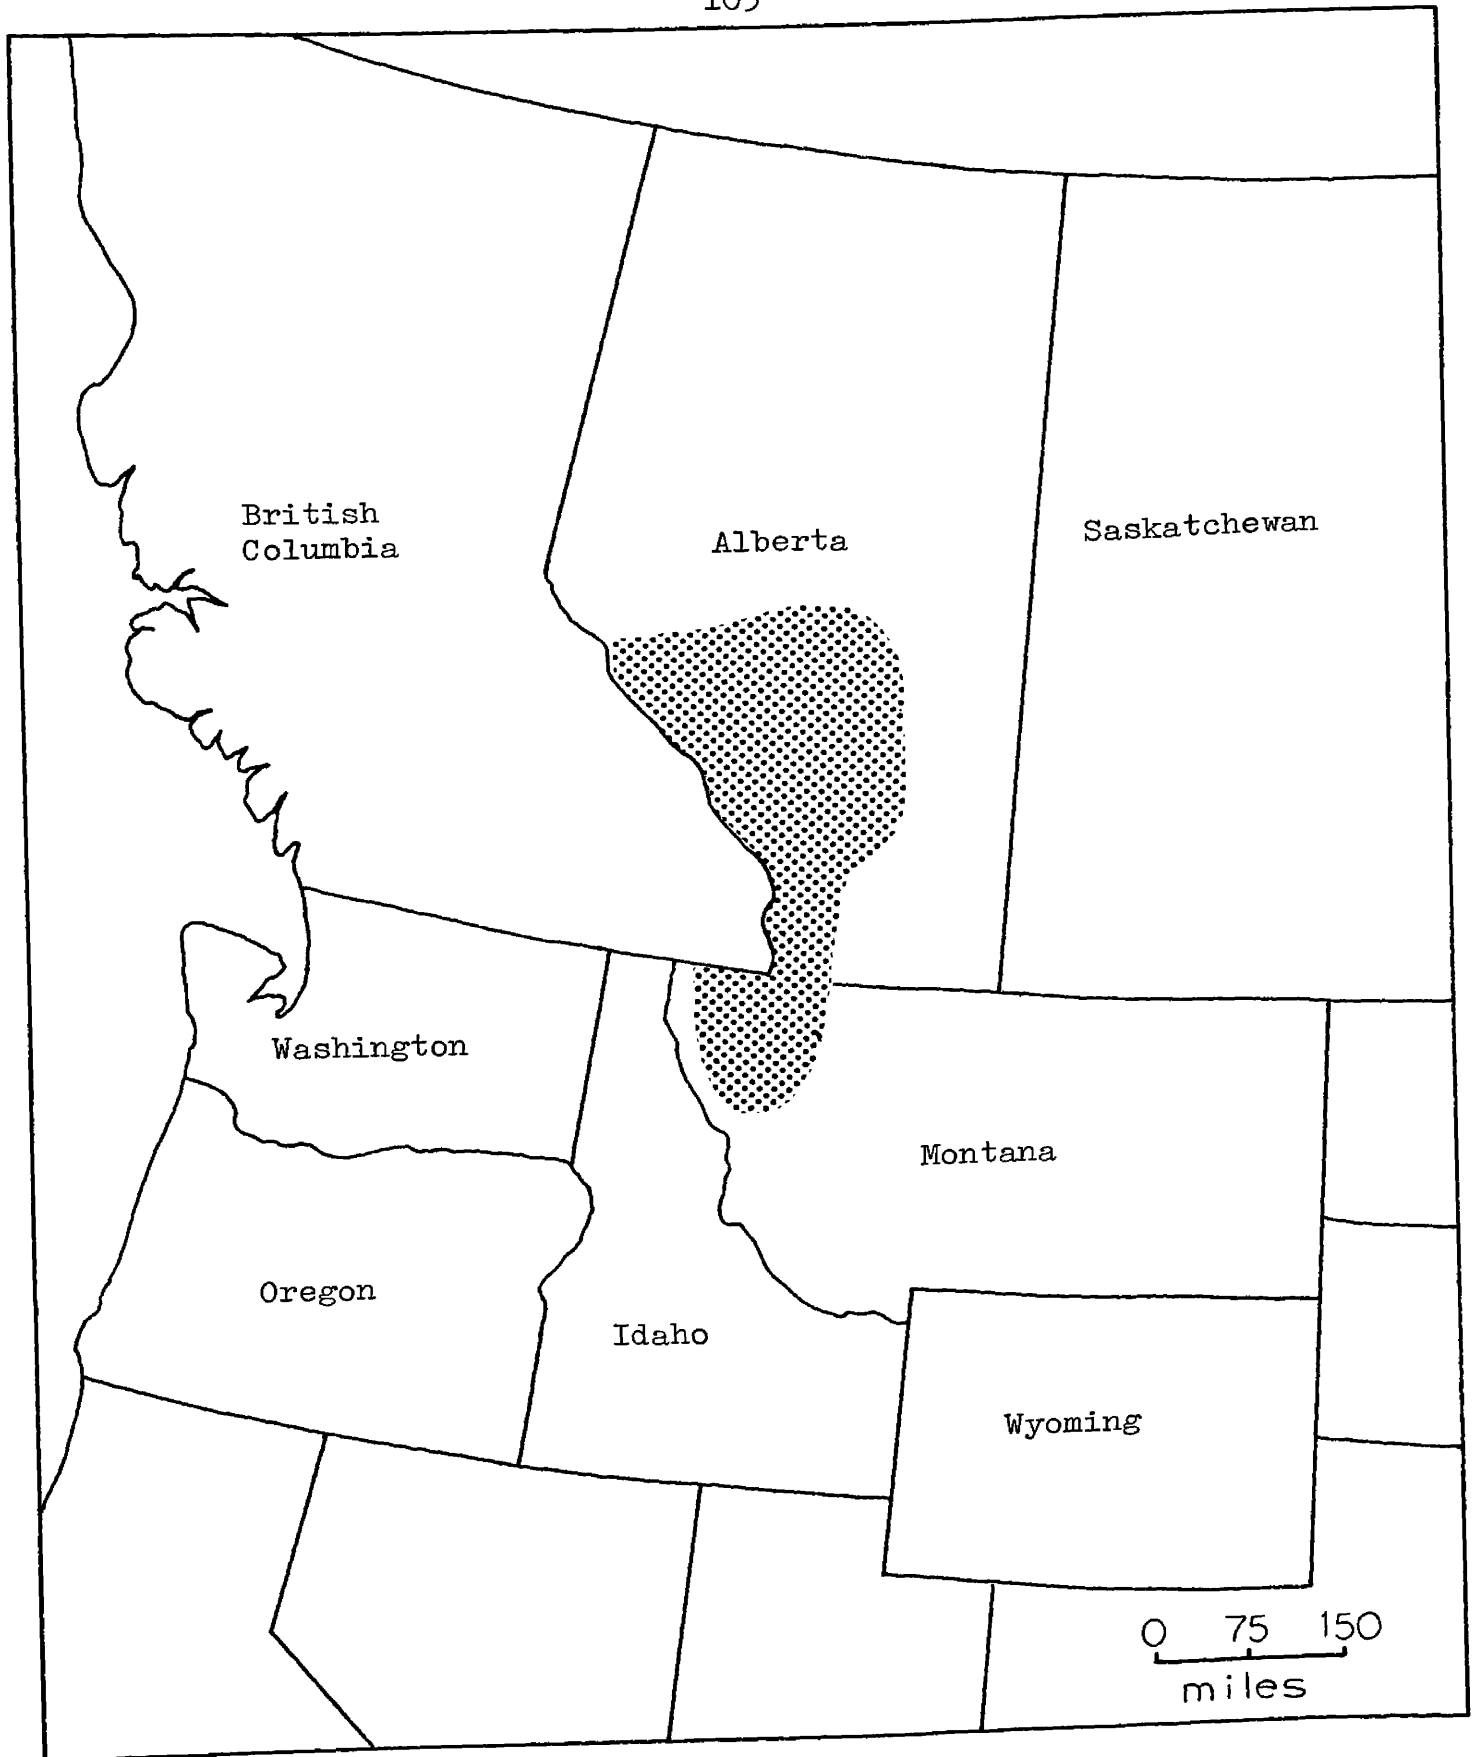 British
Columbia
Alberta
Saskatchewan
Washington
Montana
Oregon
Idaho
Wyoming
0 75 150
miles